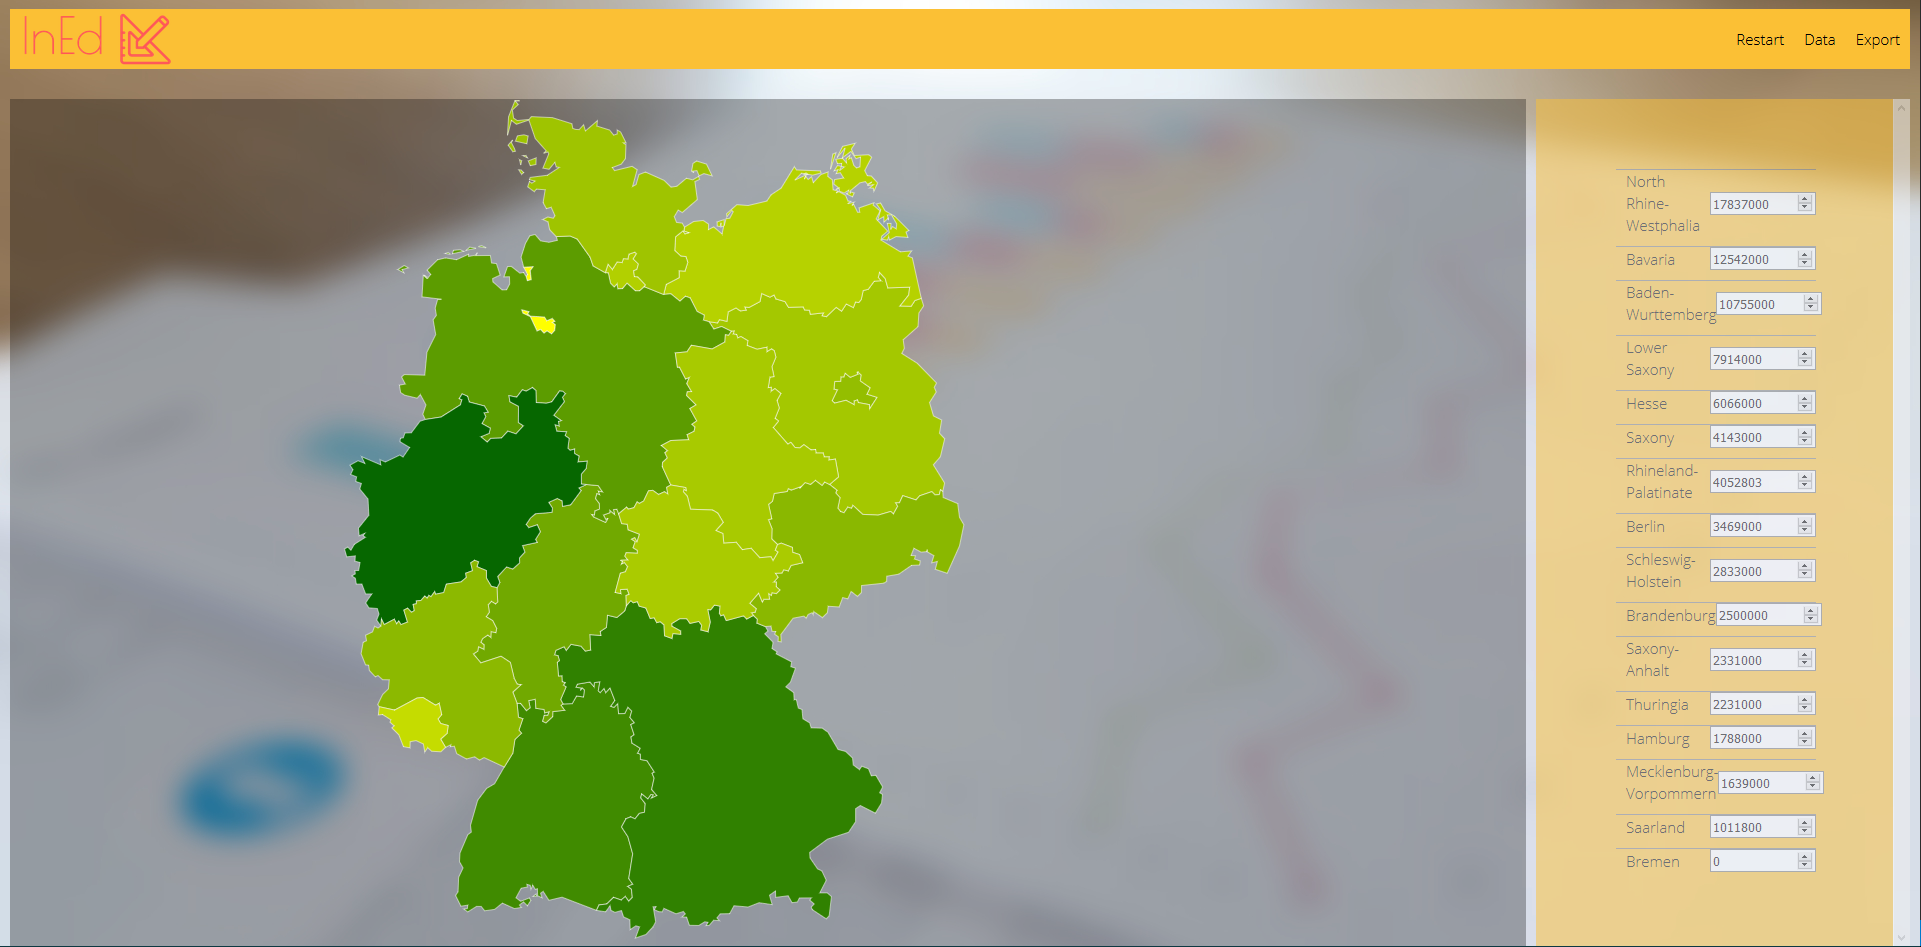 InEd
Restart Data Export
North
Rhine-
Westphalia
17837000
Bavaria 12542000
Baden-
Wurttemberg
10755000
Lower
Saxony
7914000
Hesse 6066000
Saxony 4143000
Rhineland-
Palatinate
4052803
Berlin 3469000
Schleswig-
Holstein
2833000
Brandenburg 2500000
Saxony-
Anhalt
2331000
Thuringia 2231000
Hamburg 1788000
Mecklenburg-
Vorpommern
1639000
Saarland 1011800
Bremen 0